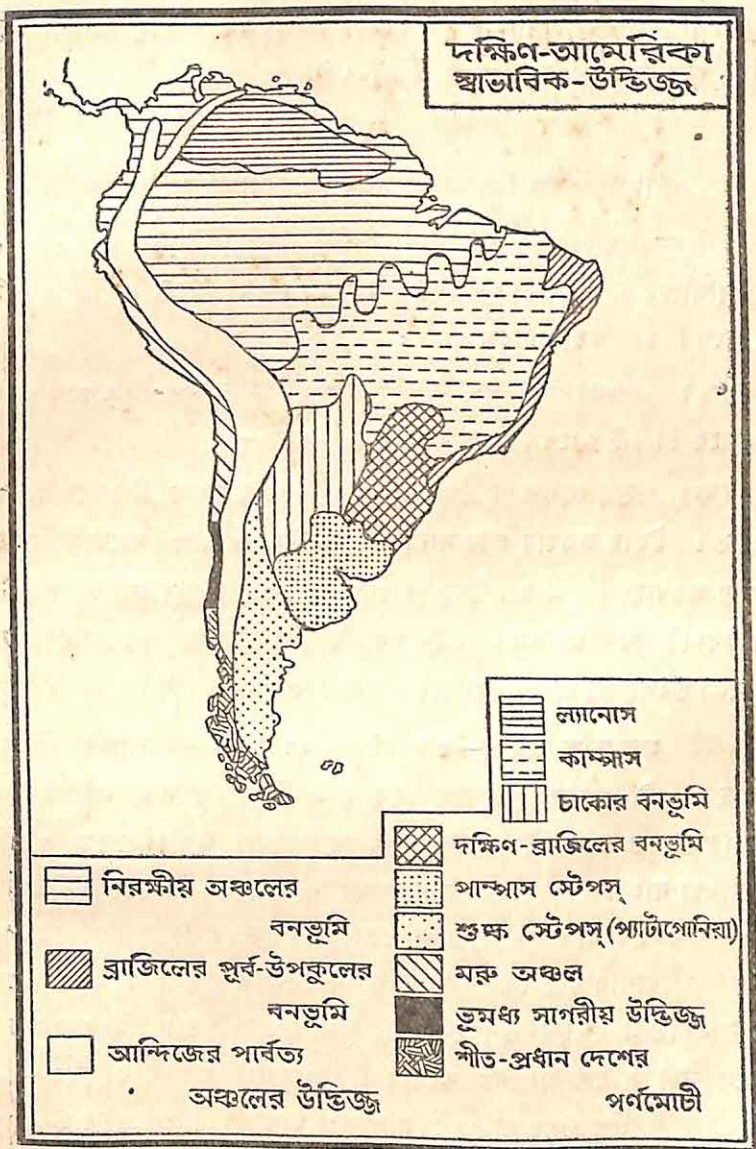 দক্ষিণ-আমেরিকা
স্বাভাবিক-উদ্ভিজ্জ
ল্যানোস
কাম্পাস
চাকোর বনভূমি
দক্ষিণ-ব্রাজিলের বনভূমি
পাম্পাস স্টেপস্
শুষ্ক স্টেপস্ (প্যাটাগোনিয়া)
মরু অঞ্চল
ভূমধ্য সাগরীয় উদ্ভিজ্জ
শীত-প্রধান দেশের
পর্ণমোচী
নিরক্ষীয় অঞ্চলের
বনভূমি
ব্রাজিলের পূর্ব-উপকূলের
বনভূমি
আন্দিজের পার্বত্য
অঞ্চলের উদ্ভিজ্জ